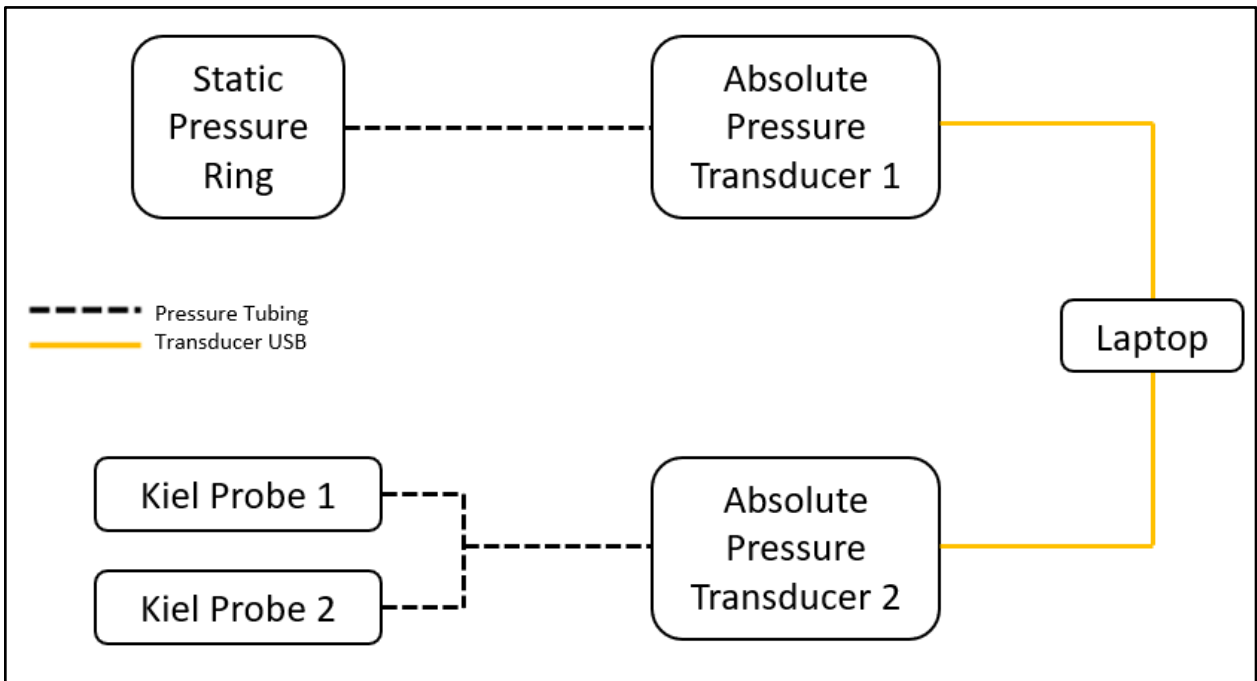 Static
Pressure
Ring
Absolute
Pressure
Transducer 1
Pressure Tubing
Transducer USB
Laptop
Kiel Probe 1
Kiel Probe 2
Absolute
Pressure
Transducer 2